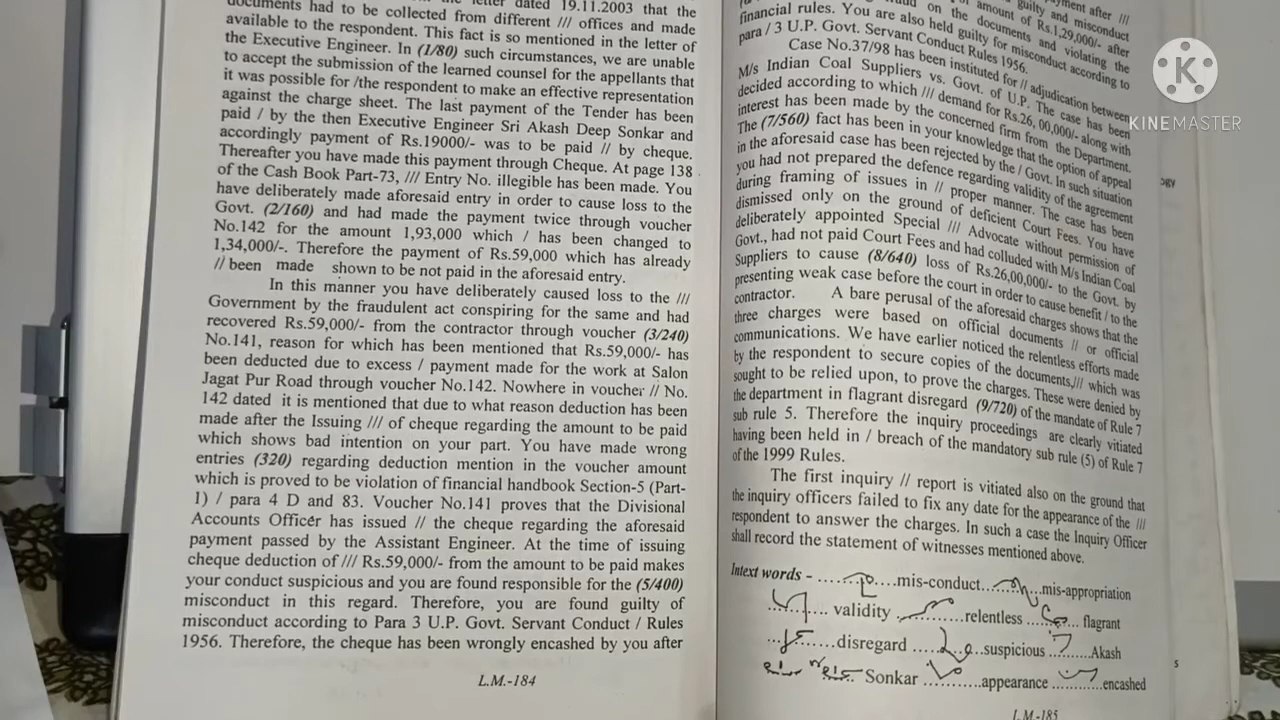 letter dated 19.11.2003 that the
documents had to be collected from different /// offices and made
available to the respondent. This fact is so mentioned in the letter of
the Executive Engineer. In (1/80) such circumstances, we are unable
to accept the submission of the learned counsel for the appellants that
it was possible for /the respondent to make an effective representation
against the charge sheet. The last payment of the Tender has been
paid / by the then Executive Engineer Sri Akash Deep Sonkar and
accordingly payment of Rs.19000/- was to be paid // by cheque.
Thereafter you have made this payment through Cheque. At page 138
of the Cash Book Part-73, /// Entry No. illegible has been made. You
have deliberately made aforesaid entry in order to cause loss to the
Govt. (2/160) and had made the payment twice through voucher
No.142 for the amount 1,93,000 which / has been changed to
1,34,000/-. Therefore the payment of Rs.59,000 which has already
// been made shown to be not paid in the aforesaid entry.
In this manner you have deliberately caused loss to the ///
Government by the fraudulent act conspiring for the same and had
recovered Rs.59,000/- from the contractor through voucher (3/240)
No.141, reason for which has been mentioned that Rs.59,000/- has
been deducted due to excess / payment made for the work at Salon
Jagat Pur Road through voucher No.142. Nowhere in voucher // No.
142 dated it is mentioned that due to what reason deduction has been
made after the Issuing /// of cheque regarding the amount to be paid
which shows bad intention on your part. You have made wrong
entries (320) regarding deduction mention in the voucher amount
which is proved to be violation of financial handbook Section-5 (Part-
1) / para 4 D and 83. Voucher No.141 proves that the Divisional
Accounts Officer has issued // the cheque regarding the aforesaid
payment passed by the Assistant Engineer. At the time of issuing
cheque deduction of /// Rs.59,000/- from the amount to be paid makes
your conduct suspicious and you are found responsible for the (5/400)
misconduct in this regard. Therefore, you are found guilty of
misconduct according to Para 3 U.P. Govt. Servant Conduct / Rules
1956. Therefore, the cheque has been wrongly encashed by you after
L.M.-184
payment after ///
guilty and misconduct
amount of Rs.1,29,000/- after
on the documents and violating the
financial rules. You are also held guilty for misconduct according to
para / 3 U.P. Govt. Servant Conduct Rules 1956.
Case No.37/98 has been instituted for // adjudication between
M/s Indian Coal Suppliers vs. Govt. of U.P. The case has been
decided according to which /// demand for Rs.26, 00,000/- along with
interest has been made by the concerned firm from the Department.
The (7/560) fact has been in your knowledge that the option of appeal
in the aforesaid case has been rejected by the / Govt. In such situation
you had not prepared the defence regarding validity of the agreement
during framing of issues in // proper manner. The case has been
dismissed only on the ground of deficient Court Fees. You have
deliberately appointed Special /// Advocate without permission of
Govt., had not paid Court Fees and had colluded with M/s Indian Coal
Suppliers to cause (8/640) loss of Rs.26,00,000/- to the Govt. by
presenting weak case before the court in order to cause benefit / to the
contractor. A bare perusal of the aforesaid charges shows that the
three charges were based on official documents // or official
communications. We have earlier noticed the relentless efforts made
by the respondent to secure copies of the documents,/// which was
sought to be relied upon, to prove the charges. These were denied by
the department in flagrant disregard (9/720) of the mandate of Rule 7
sub rule 5. Therefore the inquiry proceedings are clearly vitiated
having been held in / breach of the mandatory sub rule (5) of Rule 7
of the 1999 Rules.
The first inquiry // report is vitiated also on the ground that
the inquiry officers failed to fix any date for the appearance of the ///
respondent to answer the charges. In such a case the Inquiry Officer
shall record the statement of witnesses mentioned above.
Intext words - .......... mis-conduct.......... mis-appropriation
.......... validity .......... relentless .......... flagrant
.......... disregard .......... suspicious .......... Akash
.......... Sonkar .......... appearance .......... encashed
L.M-185
KINEMASTER